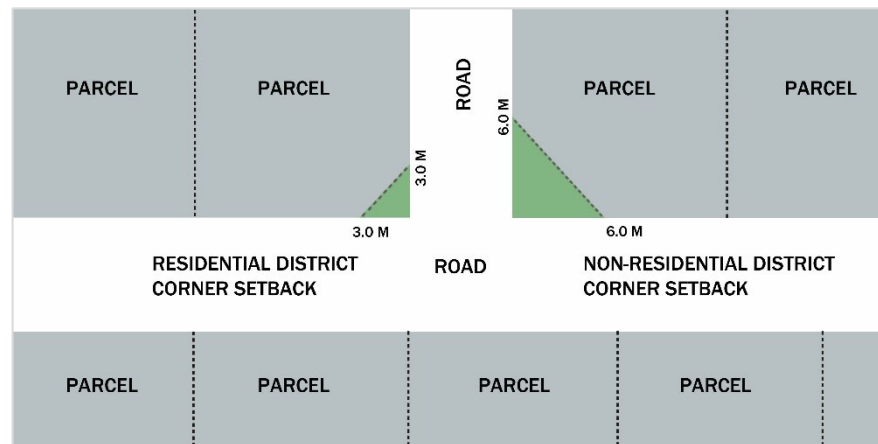 PARCEL
PARCEL
ROAD
PARCEL
PARCEL
6.0 M
3.0 M
3.0 M
6.0 M
RESIDENTIAL DISTRICT
CORNER SETBACK
ROAD
NON-RESIDENTIAL DISTRICT
CORNER SETBACK
PARCEL
PARCEL
PARCEL
PARCEL